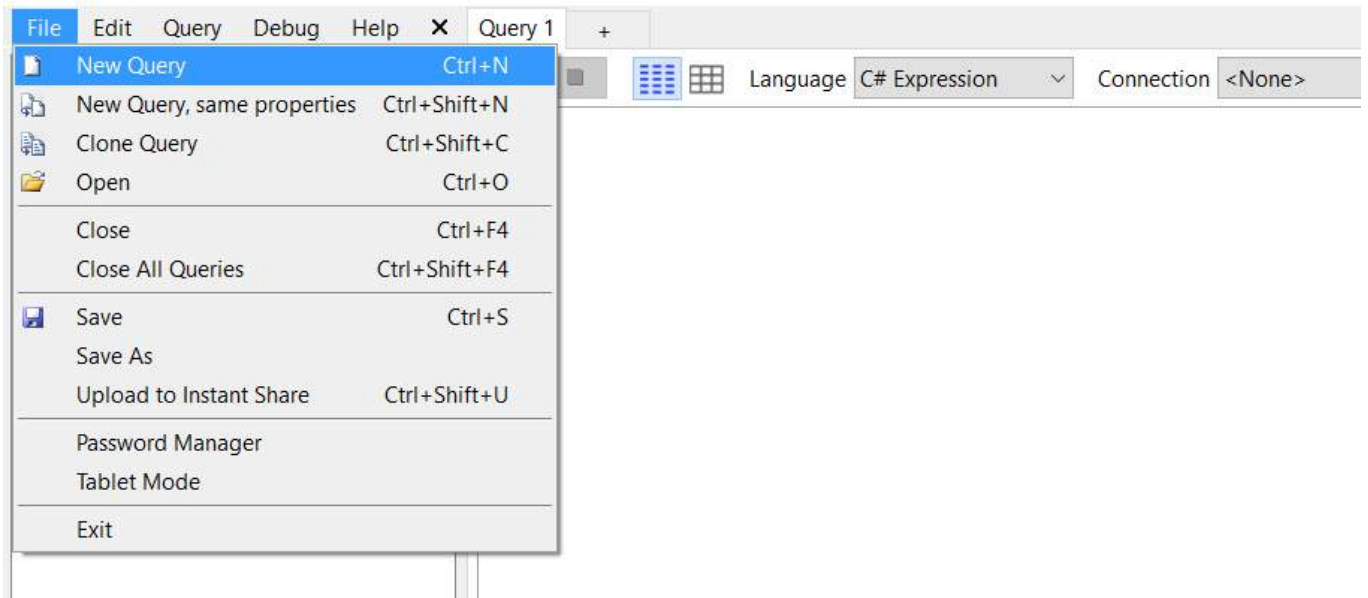 File Edit Query Debug Help X Query 1 +
New Query Ctrl+N
Language C# Expression Connection <None>
New Query, same properties Ctrl+Shift+N
Clone Query Ctrl+Shift+C
Open Ctrl+O
Close Ctrl+F4
Close All Queries Ctrl+Shift+F4
Save Ctrl+S
Save As
Upload to Instant Share Ctrl+Shift+U
Password Manager
Tablet Mode
Exit